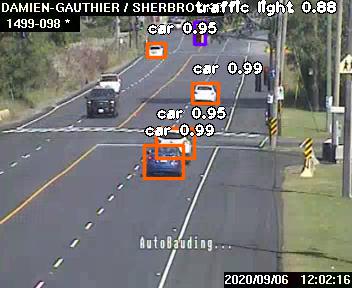 DAMIEN-GAUTHIER / SHERBRO
traffic light 0.88
1499-098 *
car 0.95
car 0.99
car 0.95
car 0.99
AutoBauding...
2020/09/06 12:02:16